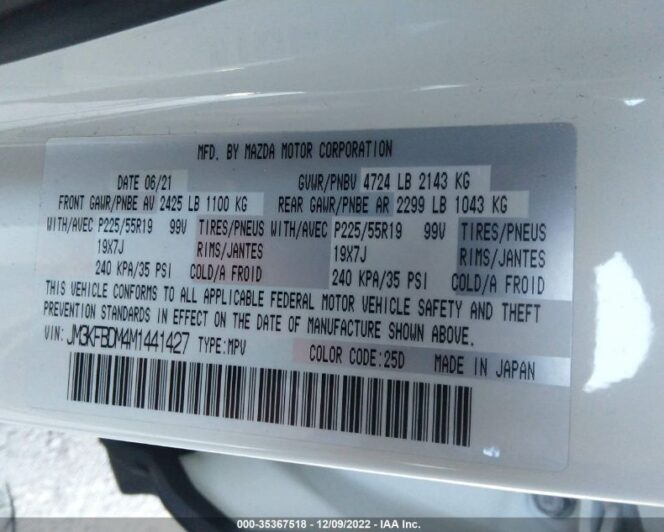 MFD. BY MAZDA MOTOR CORPORATION
DATE 06/21 GVWR/PNBV 4724 LB 2143 KG
FRONT GAWR/PNBE AV 2425 LB 1100 KG REAR GAWR/PNBE AR 2299 LB 1043 KG
WITH/AVEC P225/55R19 99V TIRES/PNEUS WITH/AVEC P225/55R19 99V TIRES/PNEUS
19X7J RIMS/JANTES 19X7J RIMS/JANTES
240 KPA/35 PSI COLD/A FROID 240 KPA/35 PSI COLD/A FROID
THIS VEHICLE CONFORMS TO ALL APPLICABLE FEDERAL MOTOR VEHICLE SAFETY AND THEFT
PREVENTION STANDARDS IN EFFECT ON THE DATE OF MANUFACTURE SHOWN ABOVE.
VIN: JM3KFBDM4M1441427 TYPE:MPV COLOR CODE:25D MADE IN JAPAN
000-35367518 - 12/09/2022 - IAA Inc.